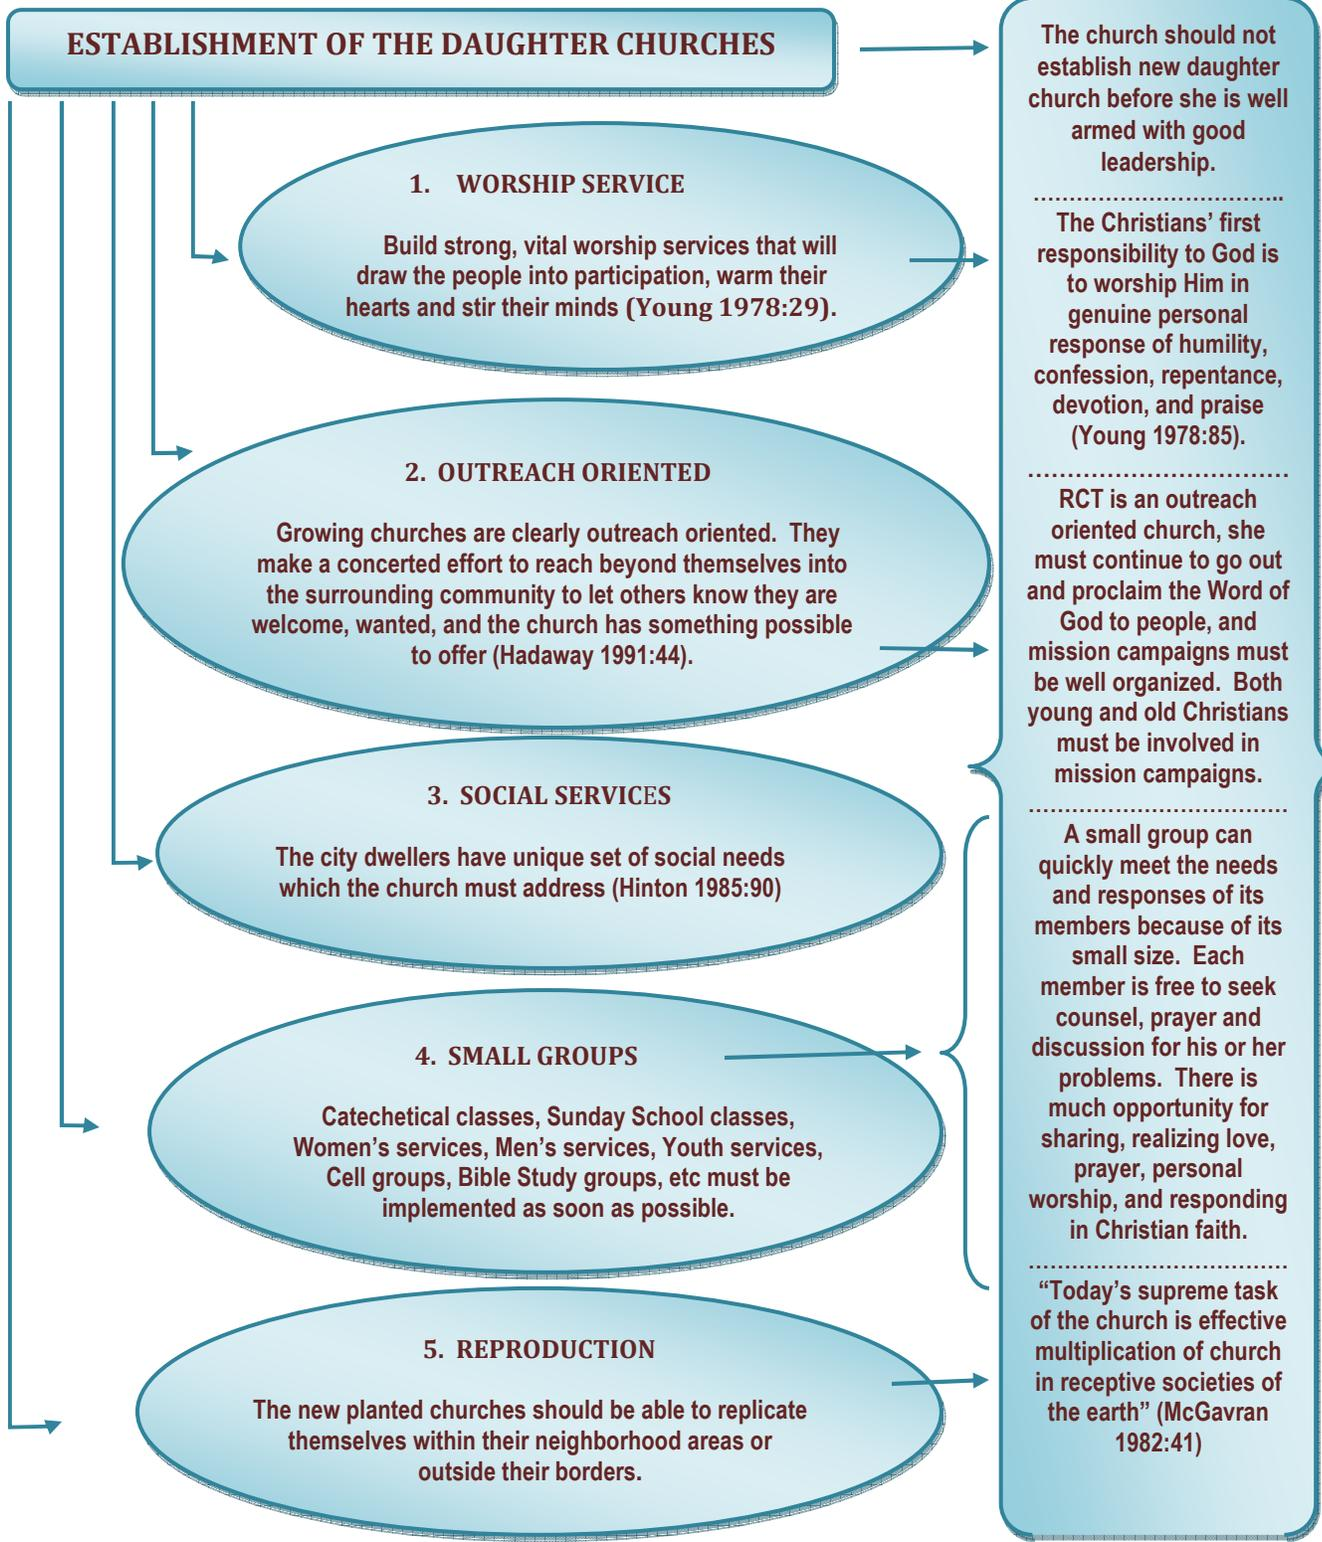 ESTABLISHMENT OF THE DAUGHTER CHURCHES
1. WORSHIP SERVICE
Build strong, vital worship services that will
draw the people into participation, warm their
hearts and stir their minds (Young 1978:29).
2. OUTREACH ORIENTED
Growing churches are clearly outreach oriented. They
make a concerted effort to reach beyond themselves into
the surrounding community to let others know they are
welcome, wanted, and the church has something possible
to offer (Hadaway 1991:44).
3. SOCIAL SERVICES
The city dwellers have unique set of social needs
which the church must address (Hinton 1985:90)
4. SMALL GROUPS
Catechetical classes, Sunday School classes,
Women’s services, Men’s services, Youth services,
Cell groups, Bible Study groups, etc must be
implemented as soon as possible.
5. REPRODUCTION
The new planted churches should be able to replicate
themselves within their neighborhood areas or
outside their borders.
The church should not
establish new daughter
church before she is well
armed with good
leadership.
……………………………..
The Christians’ first
responsibility to God is
to worship Him in
genuine personal
response of humility,
confession, repentance,
devotion, and praise
(Young 1978:85).
………………………………
RCT is an outreach
oriented church, she
must continue to go out
and proclaim the Word of
God to people, and
mission campaigns must
be well organized. Both
young and old Christians
must be involved in
mission campaigns.
………………………………
A small group can
quickly meet the needs
and responses of its
members because of its
small size. Each
member is free to seek
counsel, prayer and
discussion for his or her
problems. There is
much opportunity for
sharing, realizing love,
prayer, personal
worship, and responding
in Christian faith.
………………………………
“Today’s supreme task
of the church is effective
multiplication of church
in receptive societies of
the earth” (McGavran
1982:41)